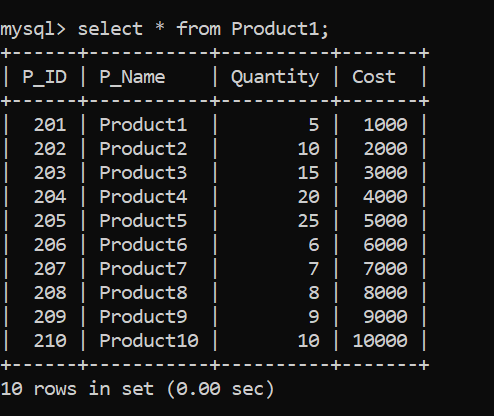 mysql> select * from Product1;
+------+-----------+----------+-------+
| P_ID | P_Name    | Quantity | Cost  |
+------+-----------+----------+-------+
|  201 | Product1  |        5 |  1000 |
|  202 | Product2  |       10 |  2000 |
|  203 | Product3  |       15 |  3000 |
|  204 | Product4  |       20 |  4000 |
|  205 | Product5  |       25 |  5000 |
|  206 | Product6  |        6 |  6000 |
|  207 | Product7  |        7 |  7000 |
|  208 | Product8  |        8 |  8000 |
|  209 | Product9  |        9 |  9000 |
|  210 | Product10 |       10 | 10000 |
+------+-----------+----------+-------+
10 rows in set (0.00 sec)